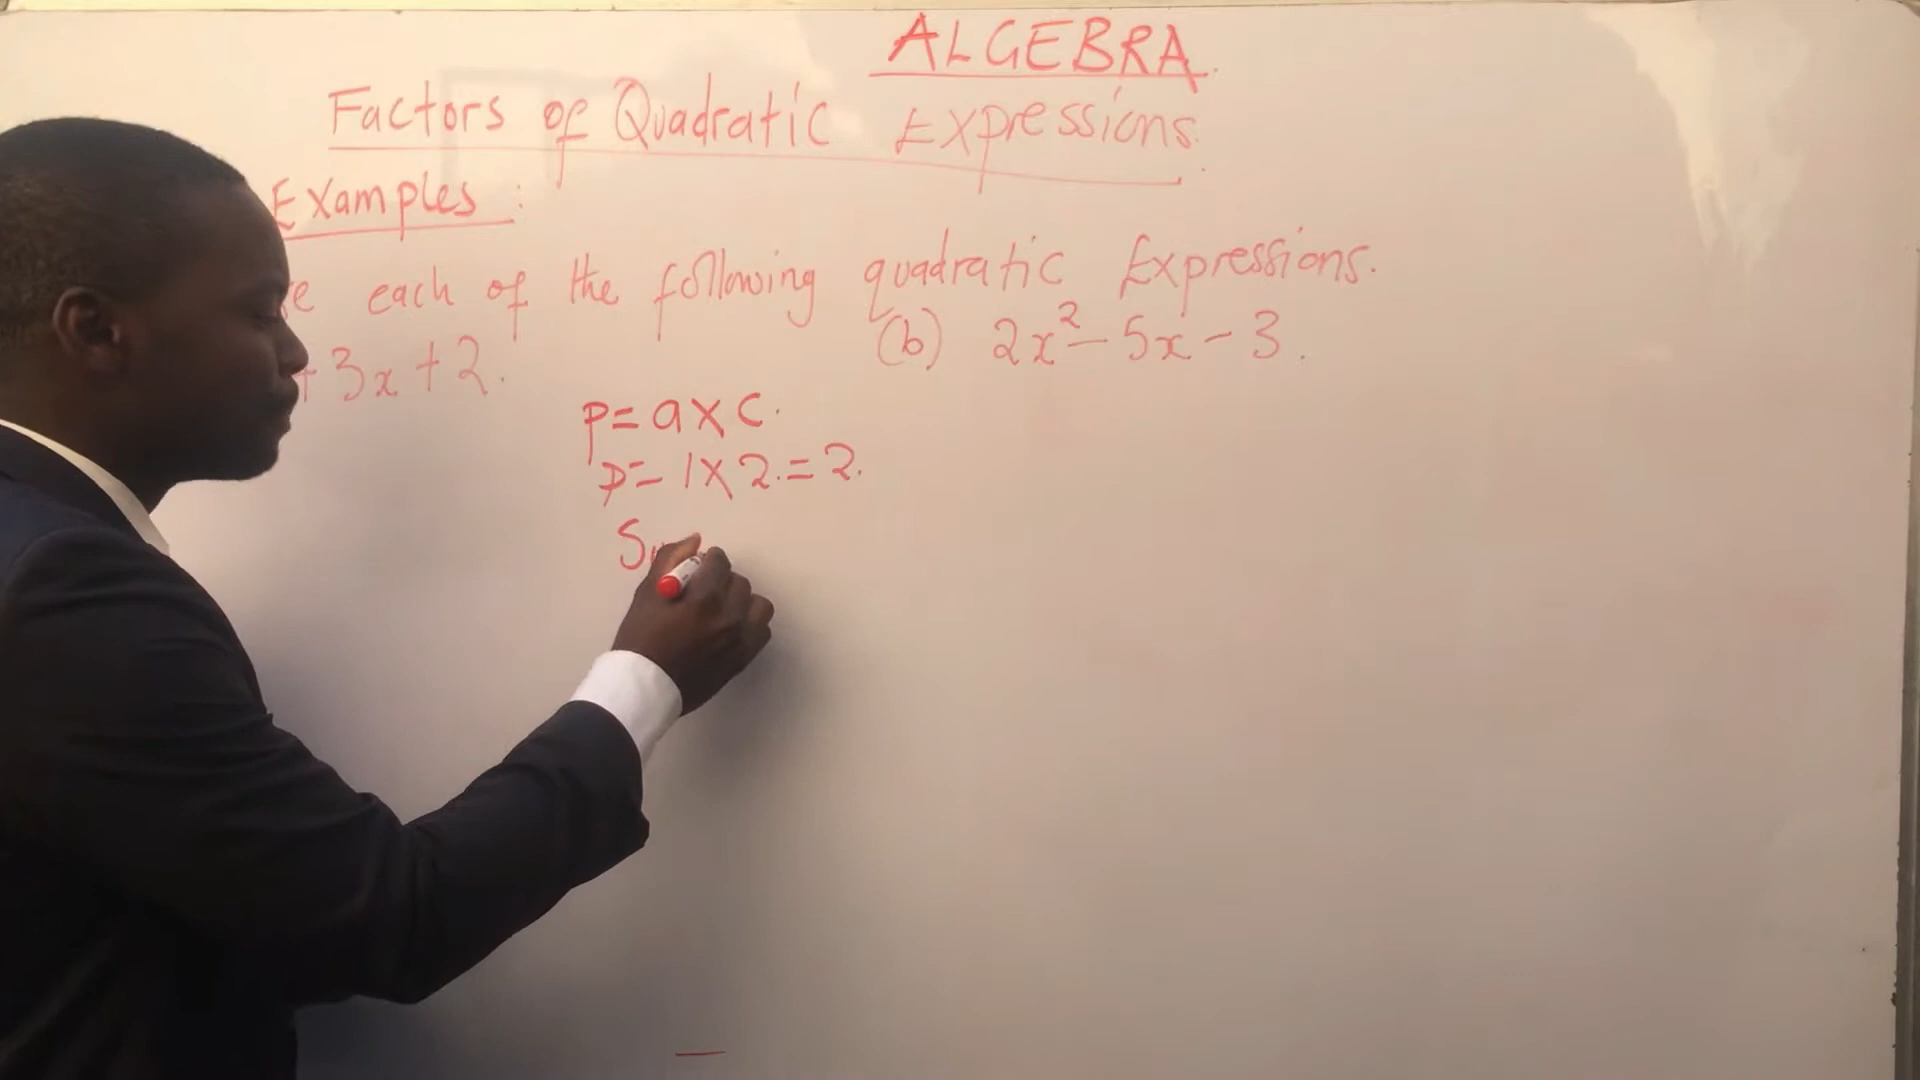 ALGEBRA.
Factors of Quadratic Expressions.
Examples:
each of the following quadratic Expressions.
+3x+2.
(b) 2x²-5x-3.
p=axc.
p=1x2.=2.